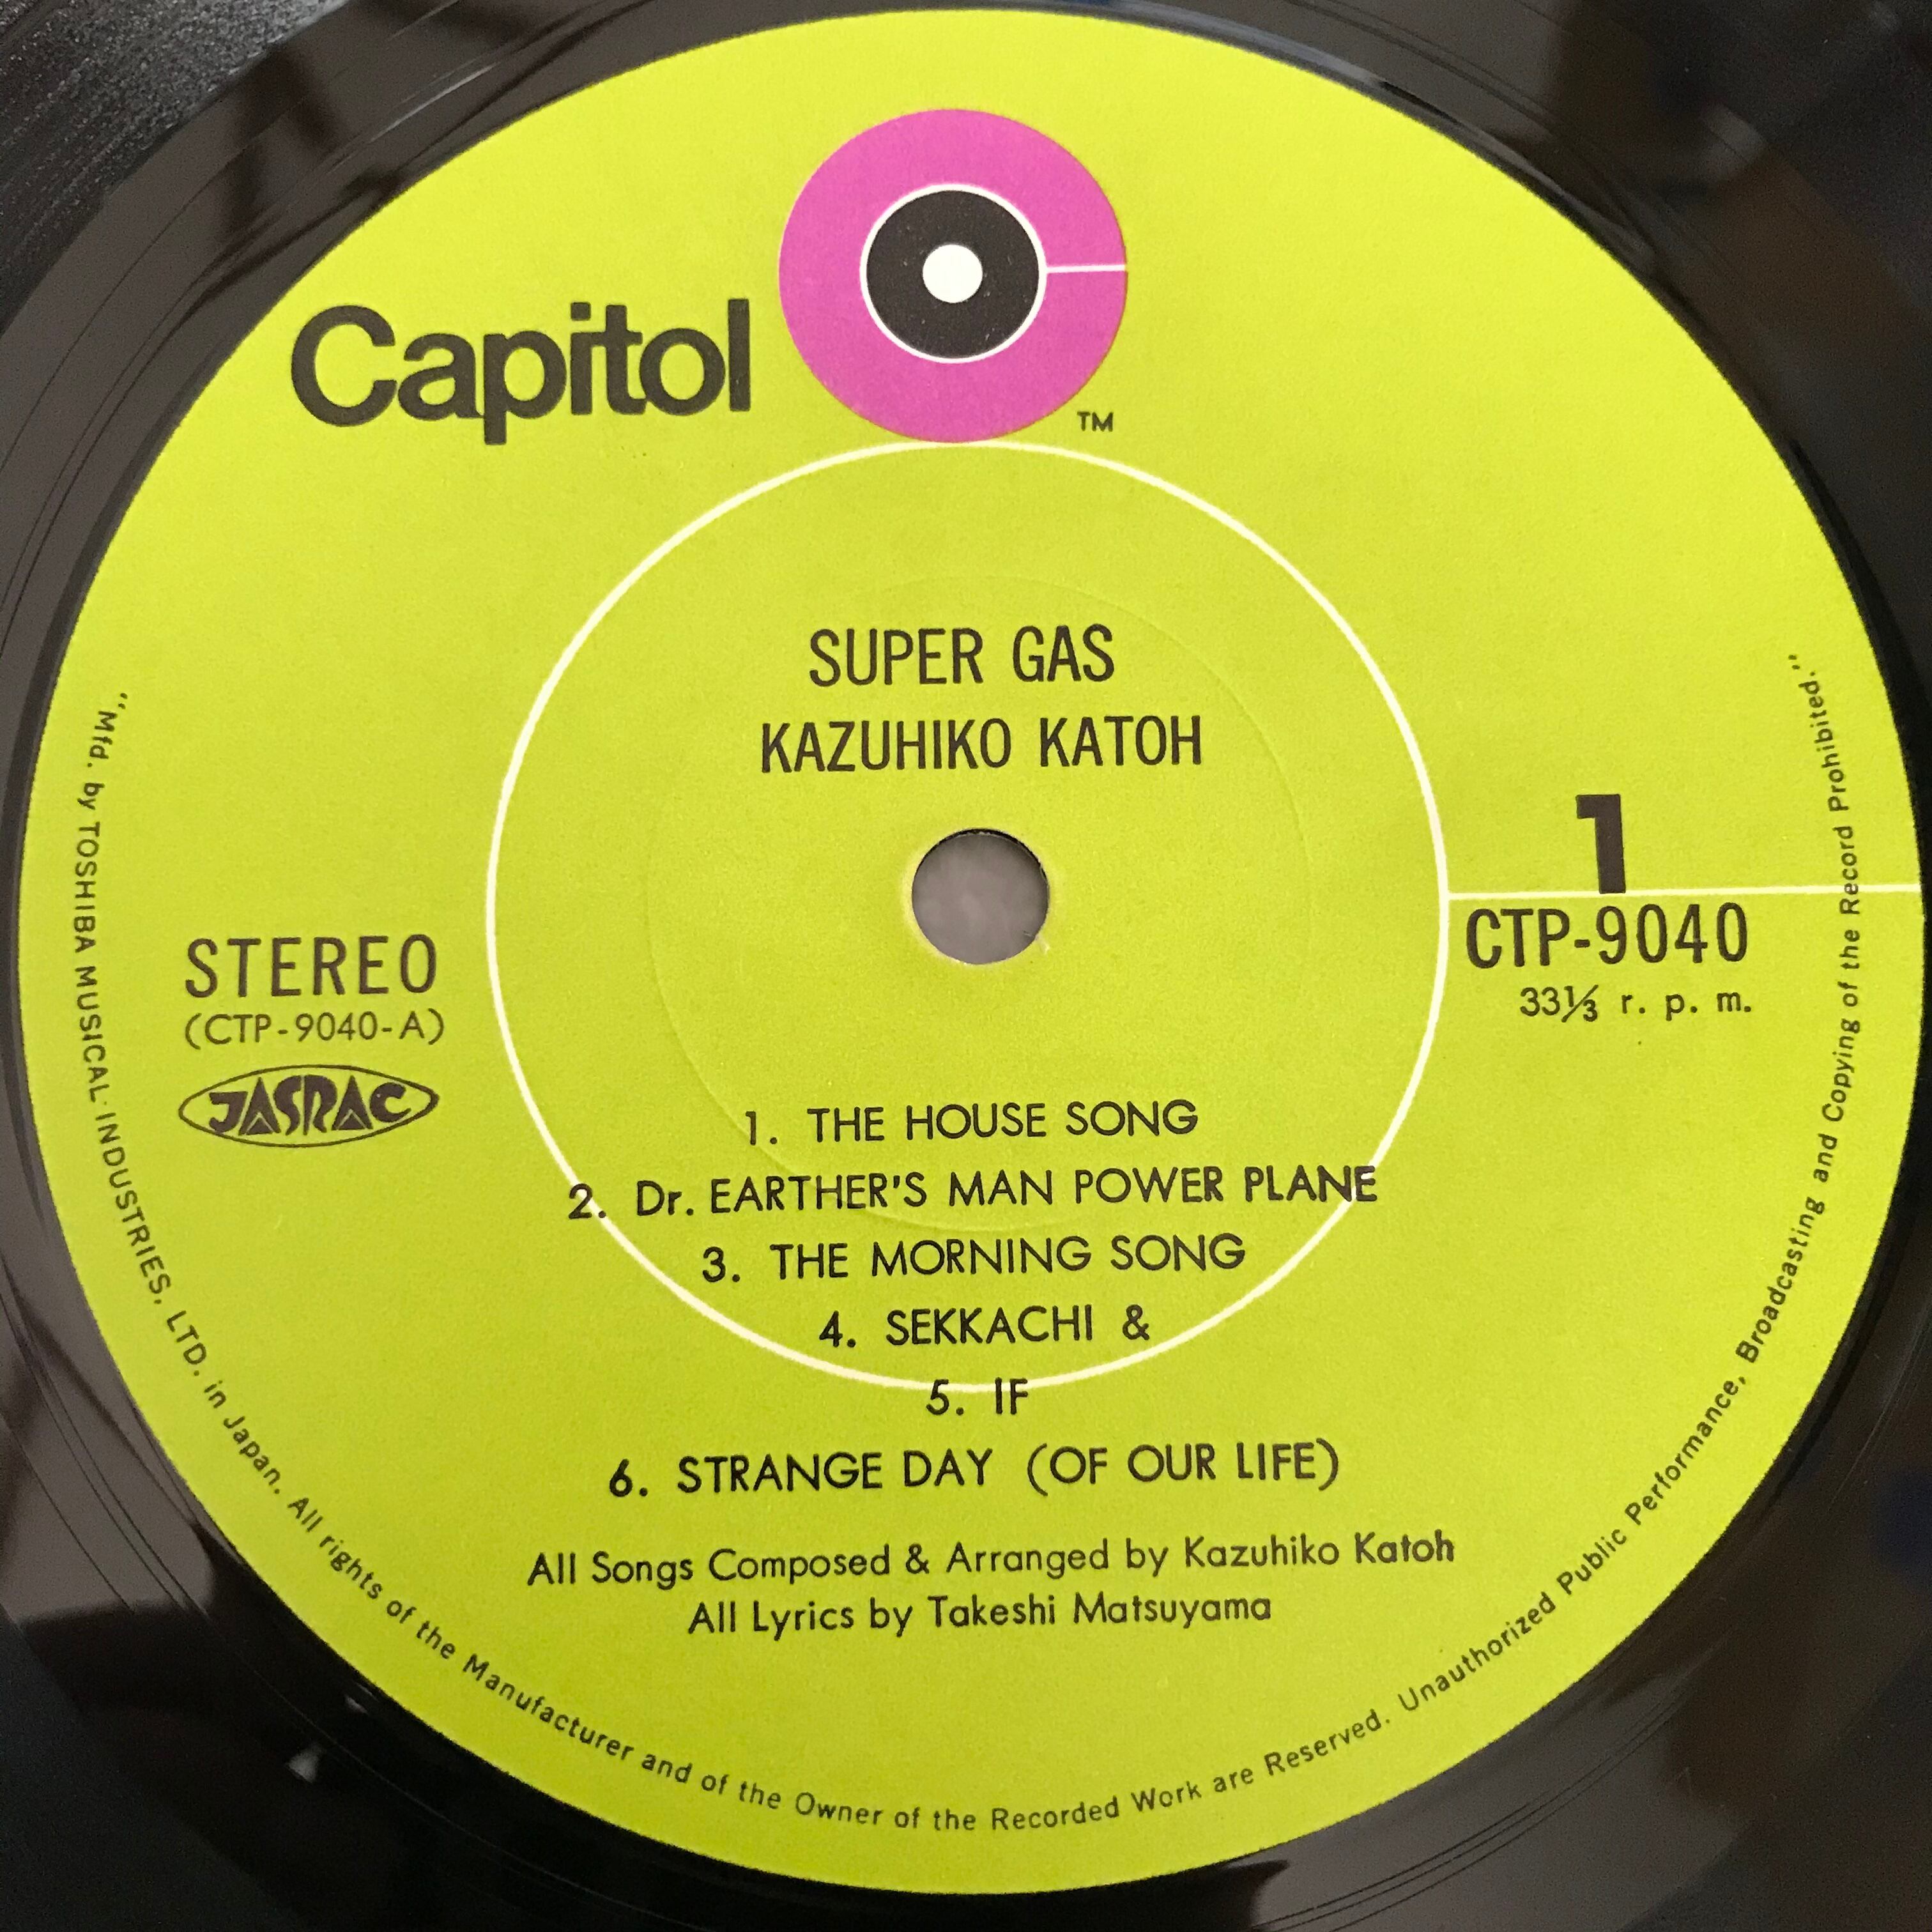 Capitol
TM
SUPER GAS
KAZUHIKO KATOH
1
CTP-9040
33⅓ r. p. m.
STEREO
(CTP-9040-A)
JASRAC
1. THE HOUSE SONG
2. Dr. EARTHER'S MAN POWER PLANE
3. THE MORNING SONG
4. SEKKACHI &
5. IF
6. STRANGE DAY (OF OUR LIFE)
All Songs Composed & Arranged by Kazuhiko Katoh
All Lyrics by Takeshi Matsuyama
"Mfd. by TOSHIBA MUSICAL INDUSTRIES, LTD. in Japan. All rights of the Manufacturer and of the Owner of the Recorded Work are Reserved. Unauthorized Public Performance, Broadcasting and Copying of the Record Prohibited."